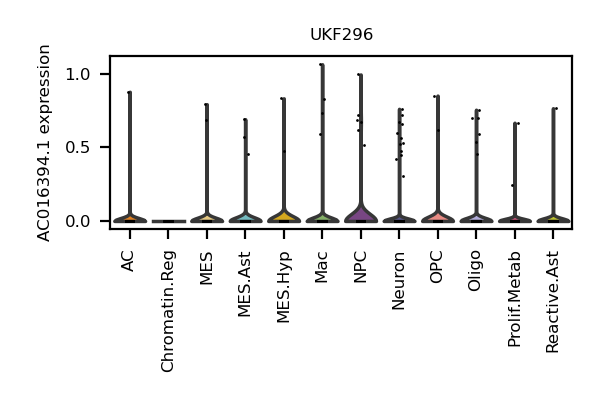 UKF296
AC016394.1 expression
1.0
0.5
0.0
AC
Chromatin.Reg
MES
MES.Ast
MES.Hyp
Mac
NPC
Neuron
OPC
Oligo
Prolif.Metab
Reactive.Ast